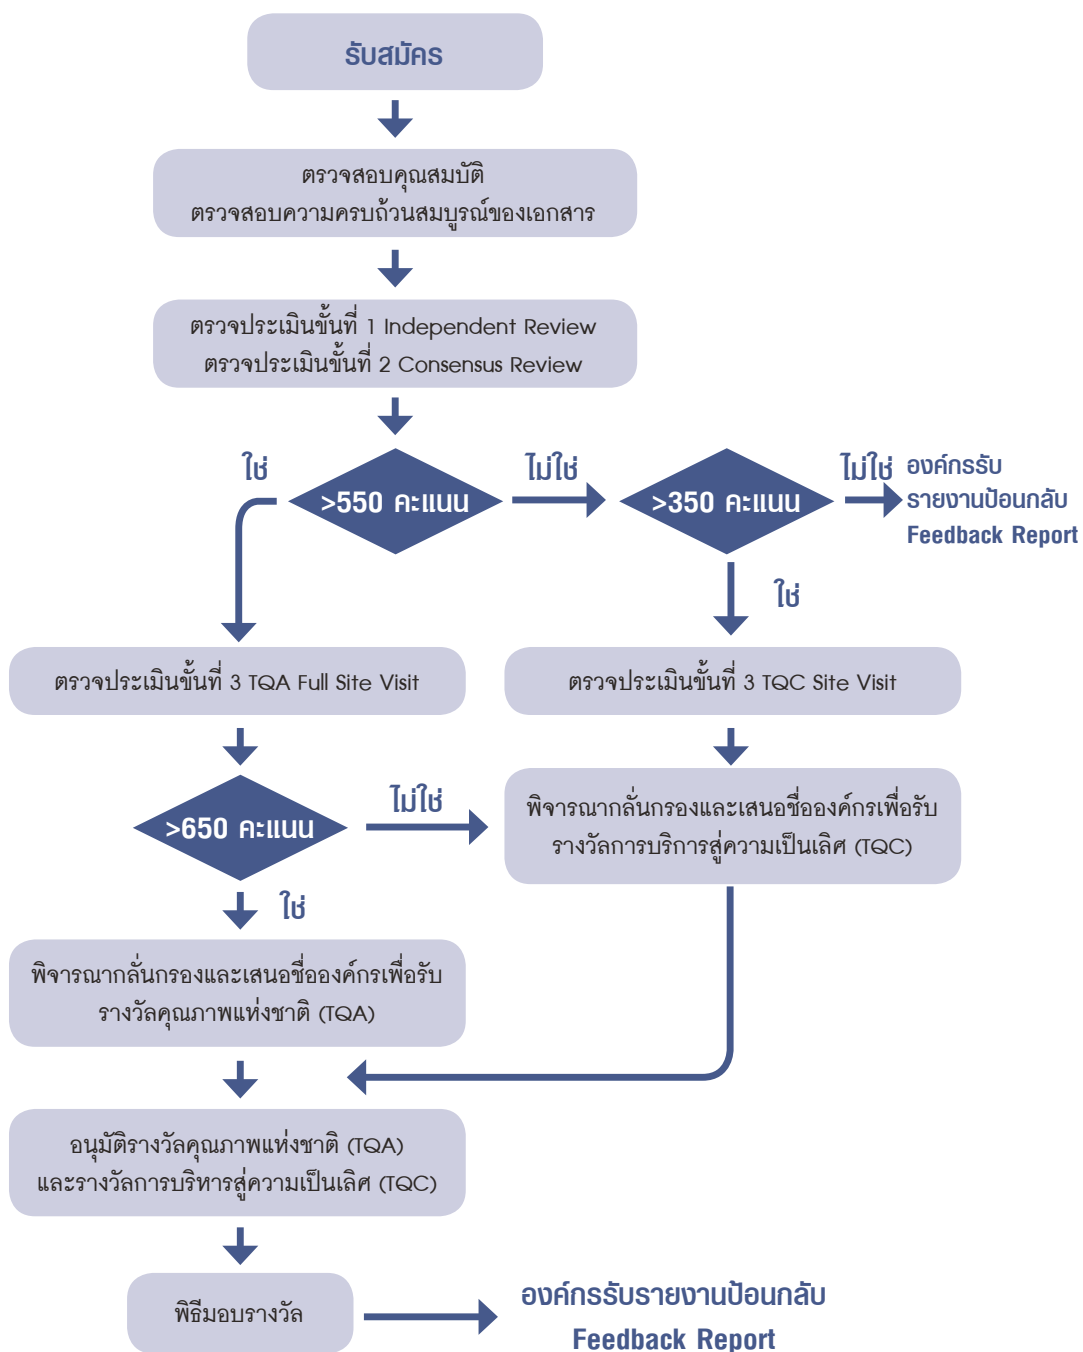 รับสมัคร
ตรวจสอบคุณสมบัติ
ตรวจสอบความครบถ้วนสมบูรณ์ของเอกสาร
ตรวจประเมินขั้นที่ 1 Independent Review
ตรวจประเมินขั้นที่ 2 Consensus Review
ใช่
>550 คะแนน
ไม่ใช่
>350 คะแนน
ไม่ใช่
องค์กรรับ
รายงานป้อนกลับ
Feedback Report
ใช่
ตรวจประเมินขั้นที่ 3 TQA Full Site Visit
ตรวจประเมินขั้นที่ 3 TQC Site Visit
>650 คะแนน
ไม่ใช่
พิจารณากลั่นกรองและเสนอชื่อองค์กรเพื่อรับ
รางวัลการบริการสู่ความเป็นเลิศ (TQC)
ใช่
พิจารณากลั่นกรองและเสนอชื่อองค์กรเพื่อรับ
รางวัลคุณภาพแห่งชาติ (TQA)
อนุมัติรางวัลคุณภาพแห่งชาติ (TQA)
และรางวัลการบริหารสู่ความเป็นเลิศ (TQC)
พิธีมอบรางวัล
องค์กรรับรายงานป้อนกลับ
Feedback Report